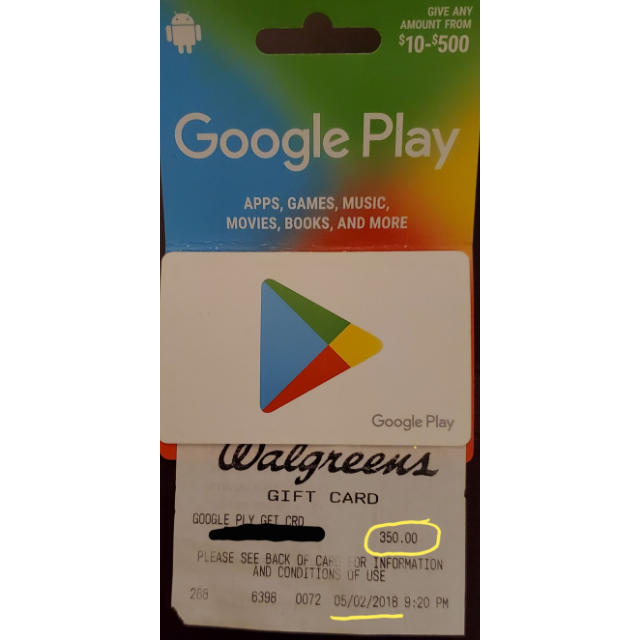 GIVE ANY
AMOUNT FROM
$10-$500
Google Play
APPS, GAMES, MUSIC,
MOVIES, BOOKS, AND MORE
Google Play
Walgreens
GIFT CARD
GOOGLE PLY GFT CRD
350.00
PLEASE SEE BACK OF CARD FOR INFORMATION
AND CONDITIONS OF USE
268 6398 0072 05/02/2018 9:20 PM